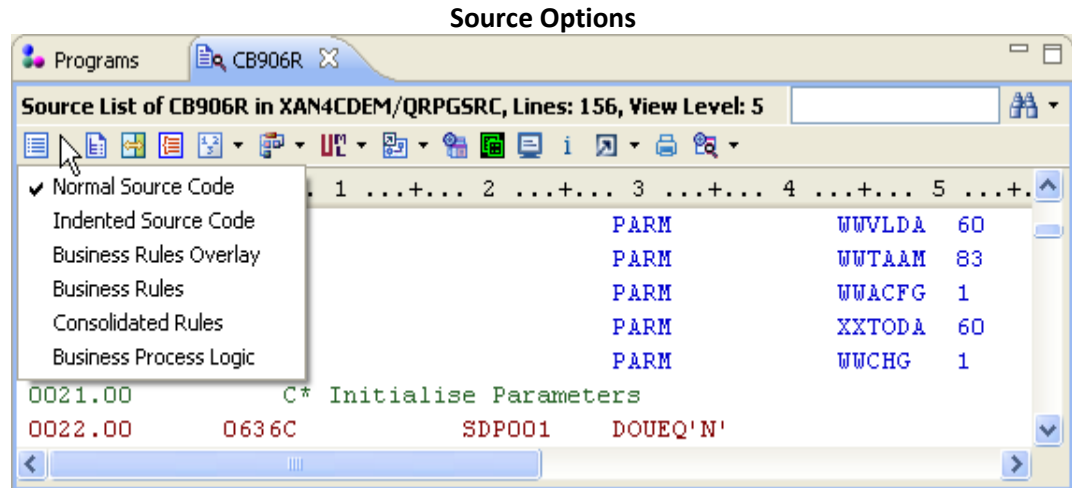 Source Options
Programs CB906R
Source List of CB906R in XAN4CDEM/QRPGSRC, Lines: 156, View Level: 5
Normal Source Code . 1 ...+... 2 ...+... 3 ...+... 4 ...+... 5 ...+.
Indented Source Code PARM WWVLDA 60
Business Rules Overlay PARM WWTAAM 83
Business Rules PARM WWACFG 1
Consolidated Rules PARM XXTODA 60
Business Process Logic PARM WWCHG 1
0021.00 C* Initialise Parameters
0022.00 0636C SDP001 DOUEQ'N'